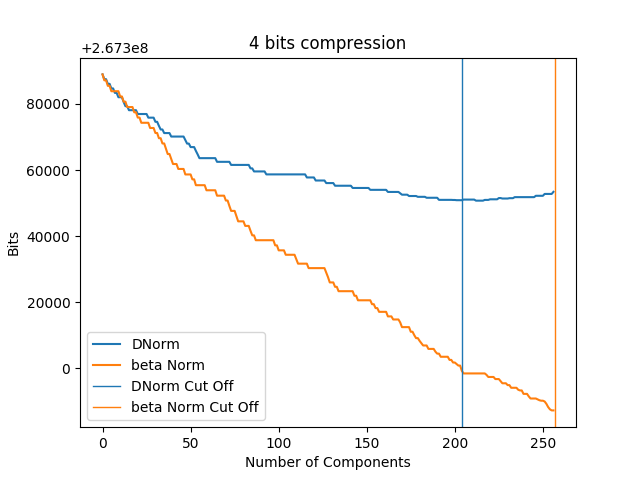 4 bits compression
+2.673e8
80000
60000
40000
20000
0
Bits
DNorm
beta Norm
DNorm Cut Off
beta Norm Cut Off
0 50 100 150 200 250
Number of Components